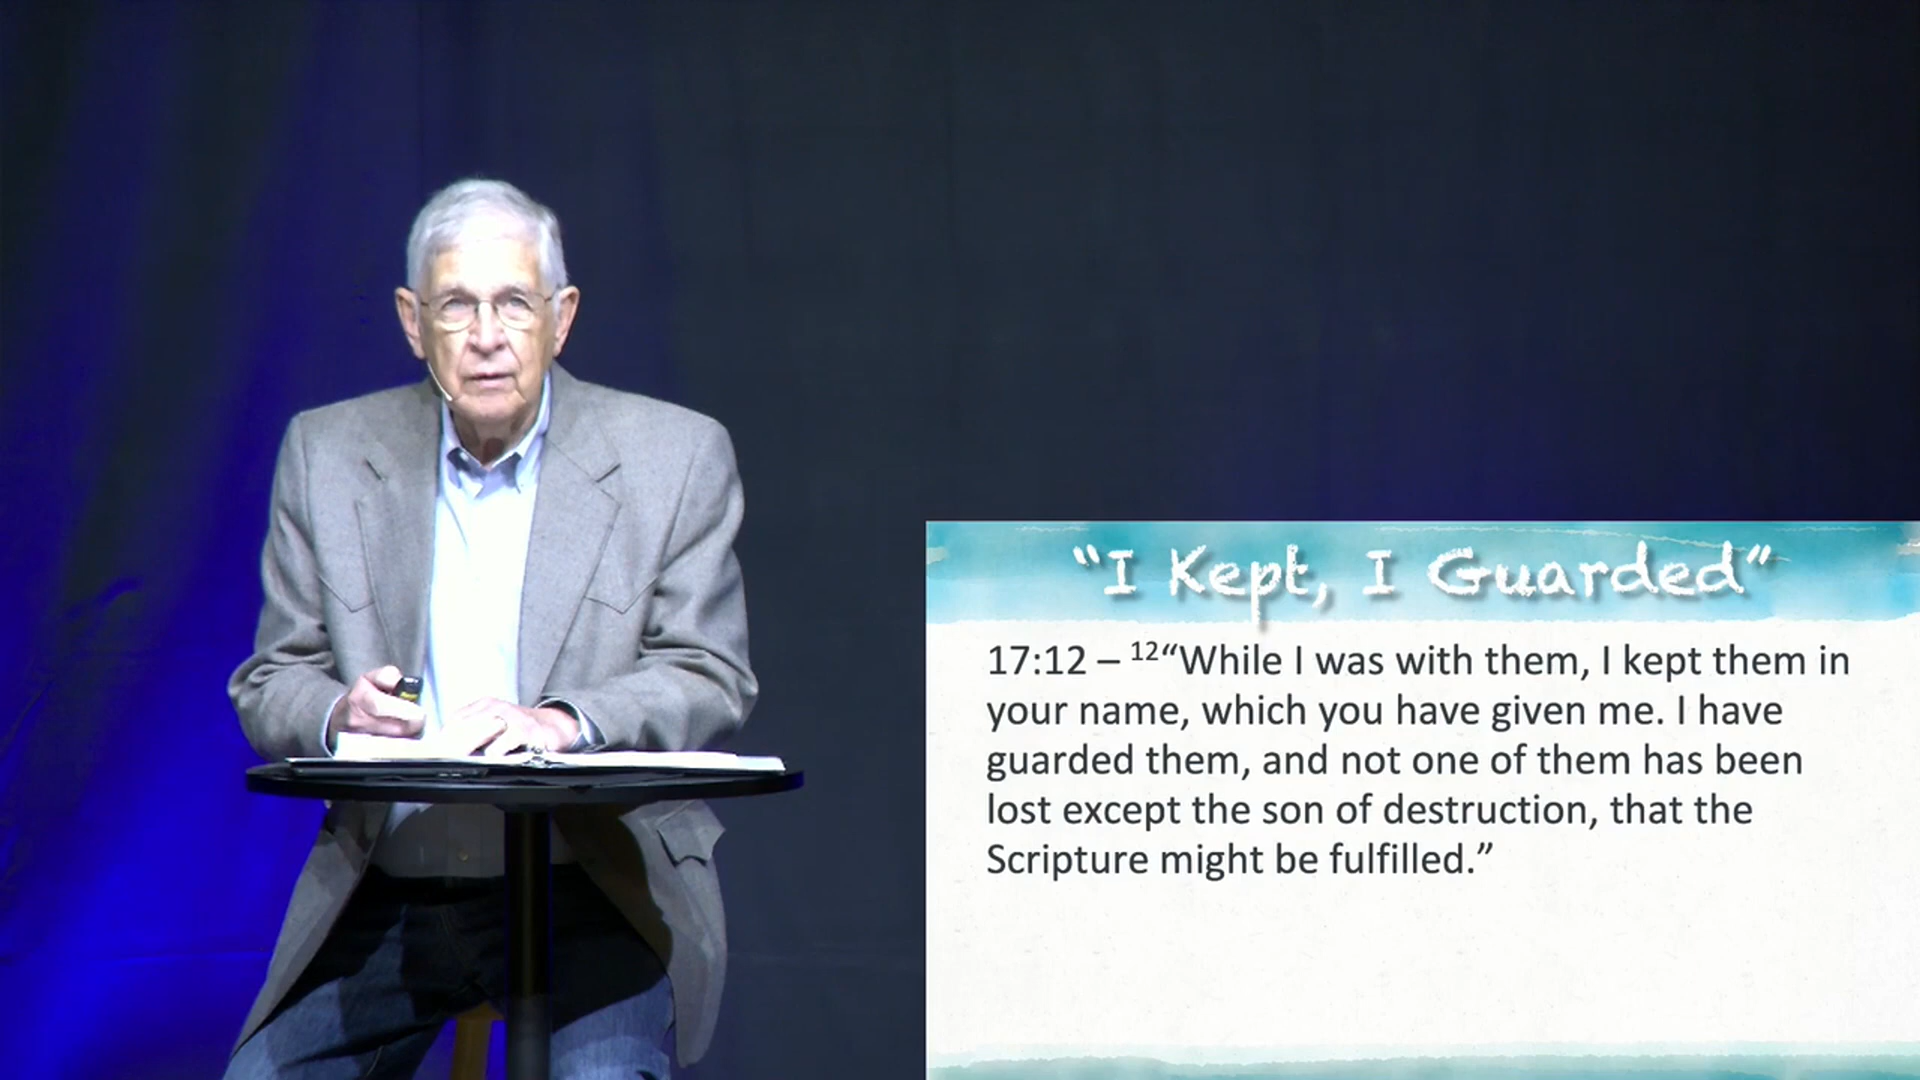 “I Kept, I Guarded”
17:12 – ¹²“While I was with them, I kept them in
your name, which you have given me. I have
guarded them, and not one of them has been
lost except the son of destruction, that the
Scripture might be fulfilled.”